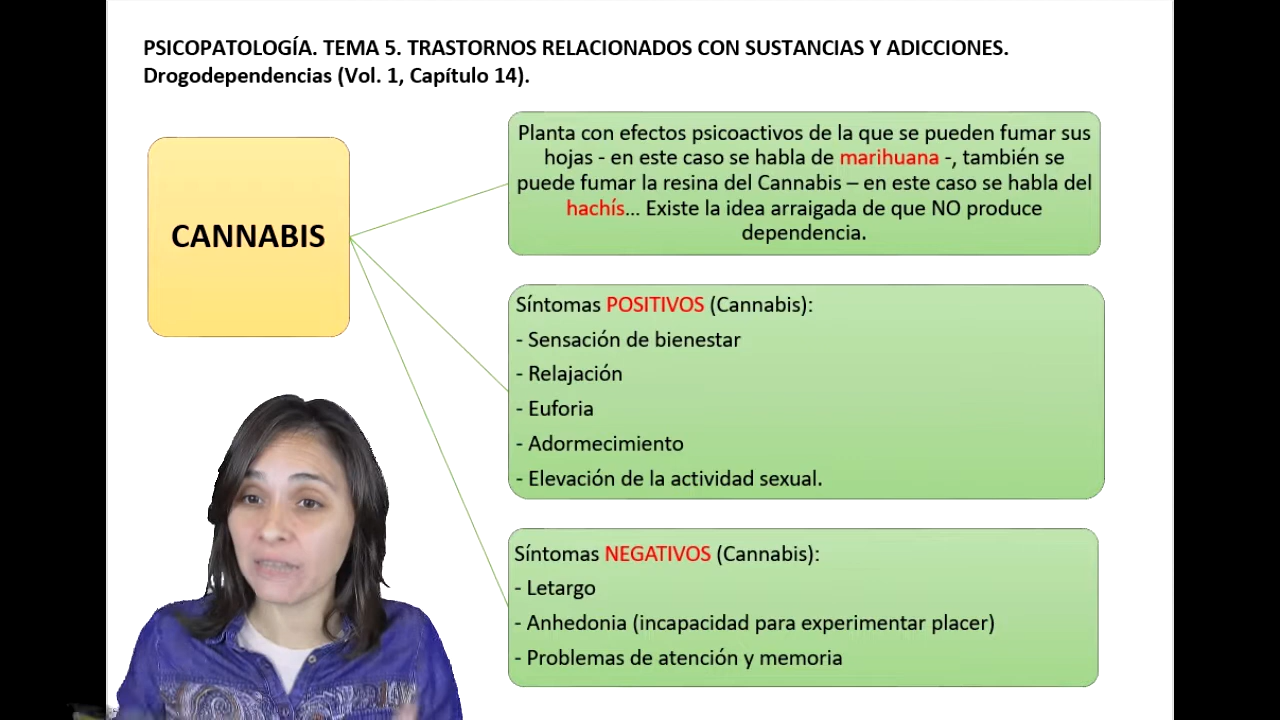 PSICOPATOLOGÍA. TEMA 5. TRASTORNOS RELACIONADOS CON SUSTANCIAS Y ADICCIONES.
Drogodependencias (Vol. 1, Capítulo 14).
CANNABIS
Planta con efectos psicoactivos de la que se pueden fumar sus
hojas - en este caso se habla de marihuana -, también se
puede fumar la resina del Cannabis – en este caso se habla del
hachís... Existe la idea arraigada de que NO produce
dependencia.
Síntomas POSITIVOS (Cannabis):
- Sensación de bienestar
- Relajación
- Euforia
- Adormecimiento
- Elevación de la actividad sexual.
Síntomas NEGATIVOS (Cannabis):
- Letargo
- Anhedonia (incapacidad para experimentar placer)
- Problemas de atención y memoria